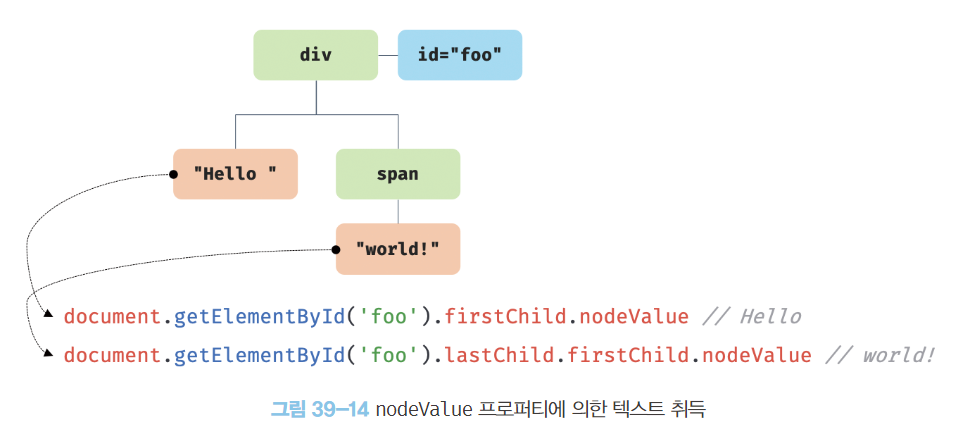 div
id="foo"
"Hello "
span
"world!"
document.getElementById('foo').firstChild.nodeValue // Hello
document.getElementById('foo').lastChild.firstChild.nodeValue // world!
그림 39-14 nodeValue 프로퍼티에 의한 텍스트 취득